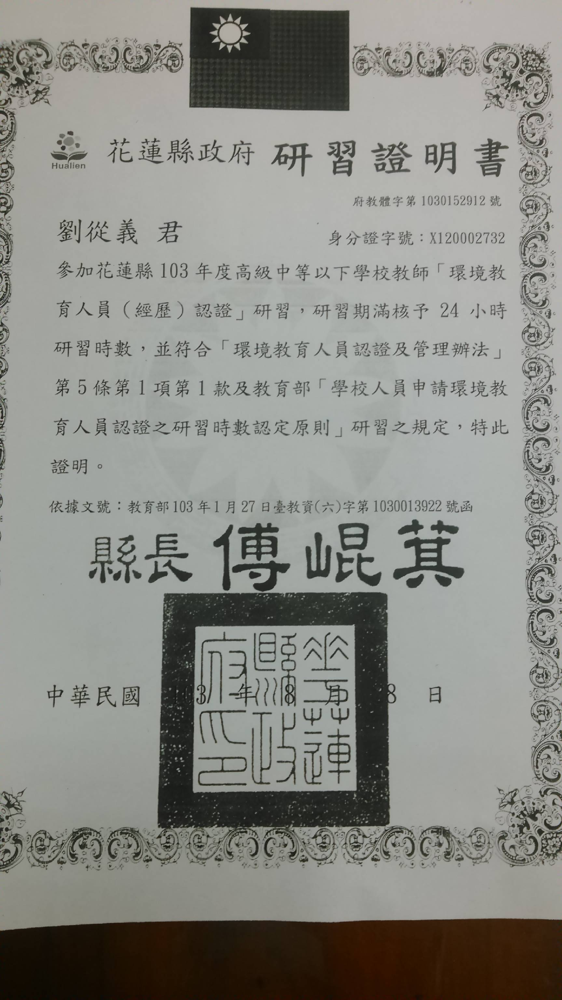 Hualien
花蓮縣政府 研習證明書
府教體字第 1030152912 號
劉從義 君
身分證字號：X120002732
參加花蓮縣 103 年度高級中等以下學校教師「環境教
育人員（經歷）認證」研習，研習期滿核予 24 小時
研習時數，並符合「環境教育人員認證及管理辦法」
第 5 條第 1 項第 1 款及教育部「學校人員申請環境教
育人員認證之研習時數認定原則」研習之規定，特此
證明。
依據文號：教育部 103 年 1 月 27 日臺教資(六)字第 1030013922 號函
縣長 傅崐萁
花蓮縣政府印
中華民國 103 年 8 月 8 日